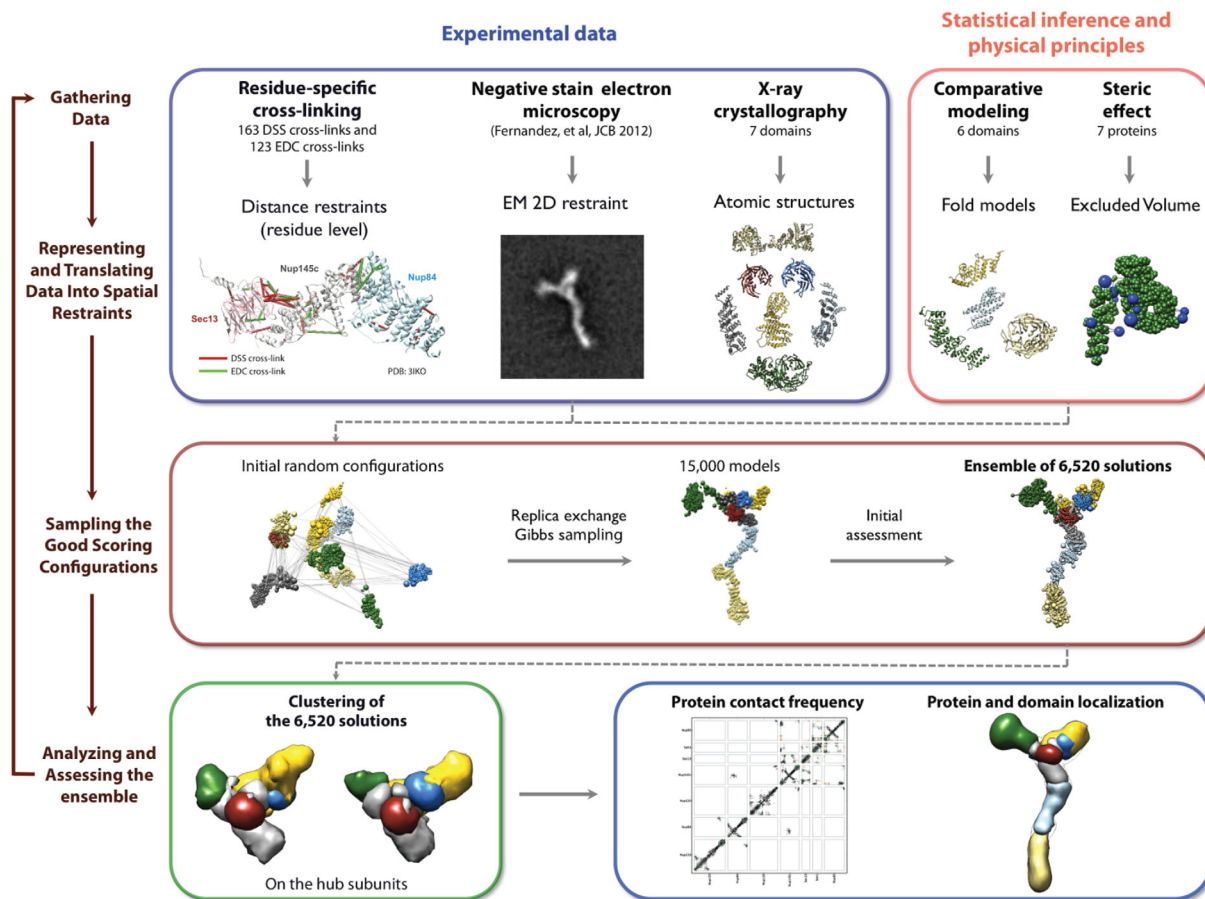 Experimental data
Statistical inference and
physical principles
Gathering
Data
Representing
and Translating
Data Into Spatial
Restraints
Sampling the
Good Scoring
Configurations
Analyzing and
Assessing the
ensemble
Residue-specific
cross-linking
163 DSS cross-links and
123 EDC cross-links
Distance restraints
(residue level)
Nup145c
Nup84
Sec13
DSS cross-link
EDC cross-link
PDB: 3IKO
Negative stain electron
microscopy
(Fernandez, et al, JCB 2012)
EM 2D restraint
X-ray
crystallography
7 domains
Atomic structures
Comparative
modeling
6 domains
Fold models
Steric
effect
7 proteins
Excluded Volume
Initial random configurations
Replica exchange
Gibbs sampling
15,000 models
Initial
assessment
Ensemble of 6,520 solutions
Clustering of
the 6,520 solutions
On the hub subunits
Protein contact frequency
Protein and domain localization